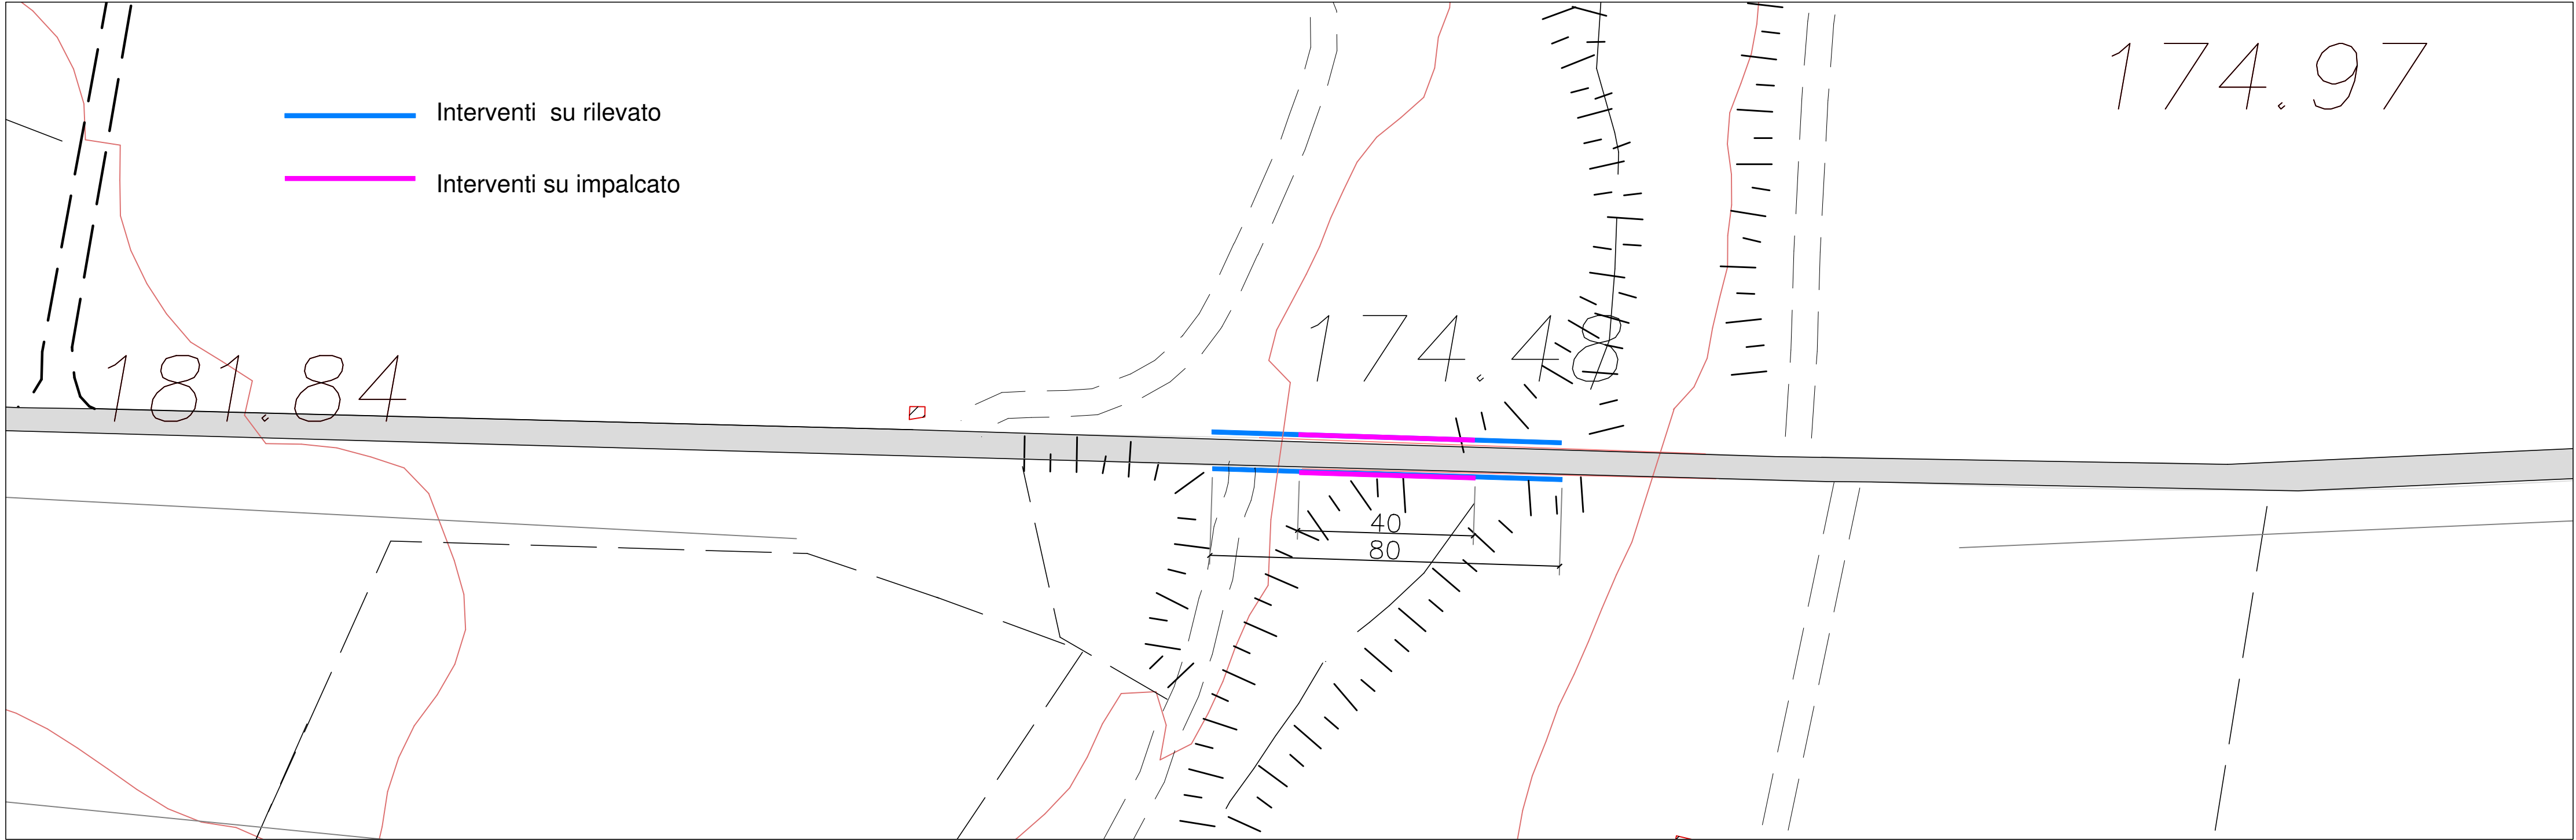 174.97
Interventi su rilevato
Interventi su impalcato
174.48
181.84
40
80